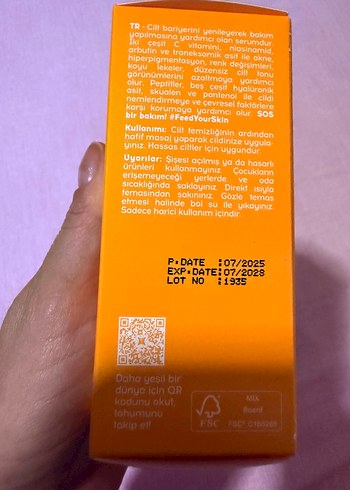 TR - Cilt bariyerini yenileyerek bakım
yapılmasına yardımcı olan serumdur.
İki çeşit C vitamini, niasinamid,
arbutin ve traneksamik asit ile akne,
hiperpigmentasyon, renk değişimleri,
koyu lekeler, düzensiz cilt tonu
görünümlerini azaltmaya yardımcı
olur. Peptitler, beş çeşit hyalüronik
asit, skualen ve pantenol ile cildi
nemlendirmeye ve çevresel faktörlere
karşı korumaya yardımcı olur. SOS
bir bakım! #FeedYourSkin
Kullanımı: Cilt temizliğinin ardından
hafif masaj yaparak cildinize uygula-
yınız. Hassas ciltler için uygundur.
Uyarılar: Şişesi açılmış ya da hasarlı
ürünleri kullanmayınız. Çocukların
erişemeyeceği yerlerde ve oda
sıcaklığında saklayınız. Direkt ısıyla
temasından sakınınız. Gözle temas
etmesi halinde bol su ile yıkayınız.
Sadece harici kullanım içindir.
P.DATE :07/2025
EXP.DATE:07/2028
LOT NO :1935
Daha yeşil bir
dünya için QR
kodunu okut,
tohumunu
takip et!
MIX
Board
FSC